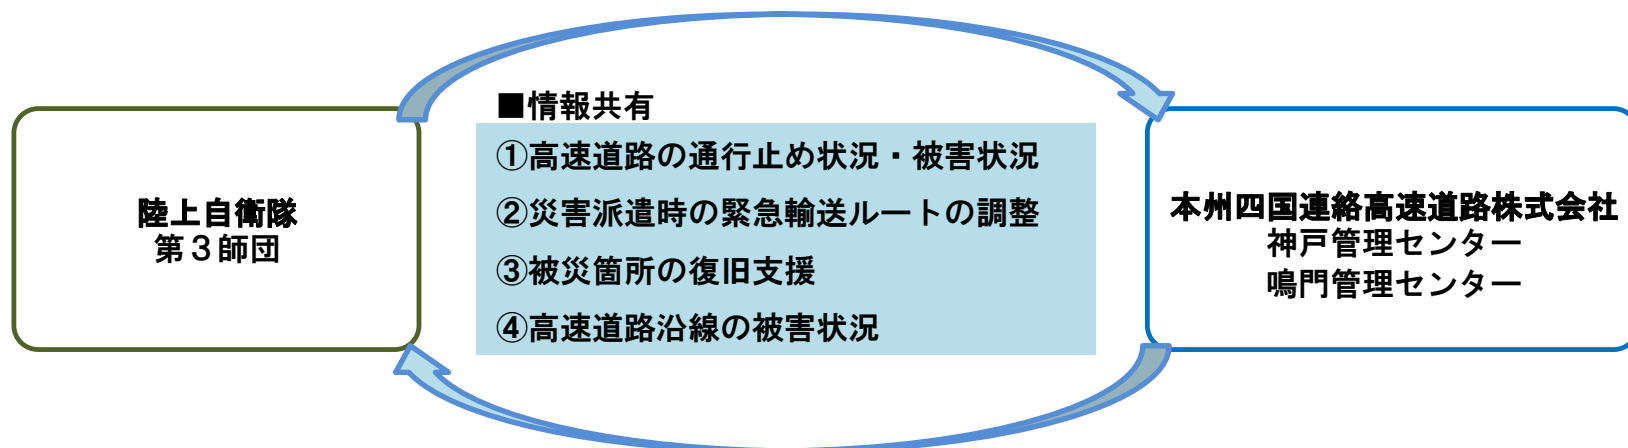 ■情報共有
①高速道路の通行止め状況・被害状況
②災害派遣時の緊急輸送ルートの調整
③被災箇所の復旧支援
④高速道路沿線の被害状況
陸上自衛隊
第３師団
本州四国連絡高速道路株式会社
神戸管理センター
鳴門管理センター